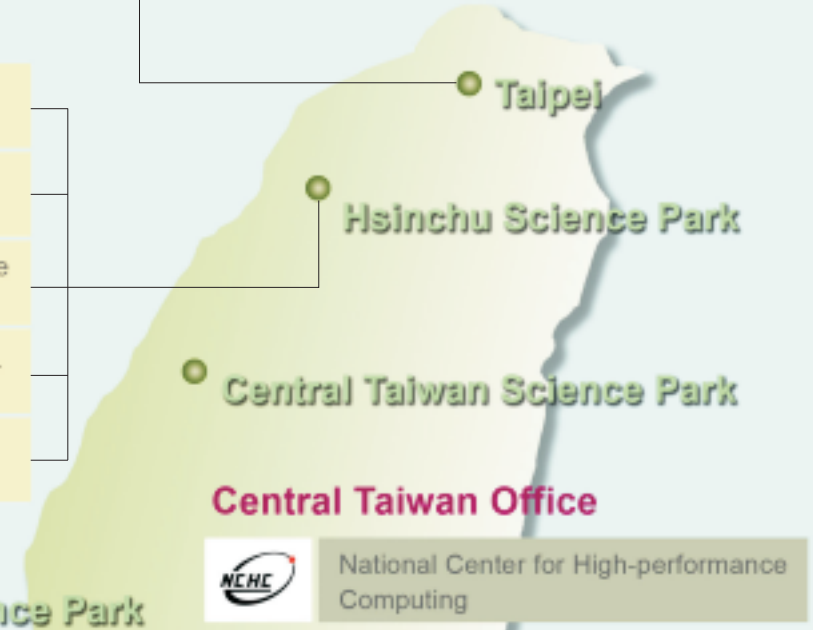 Taipei
Hsinchu Science Park
e
Central Taiwan Science Park
Central Taiwan Office
NCHC
National Center for High-performance
Computing
nce Park